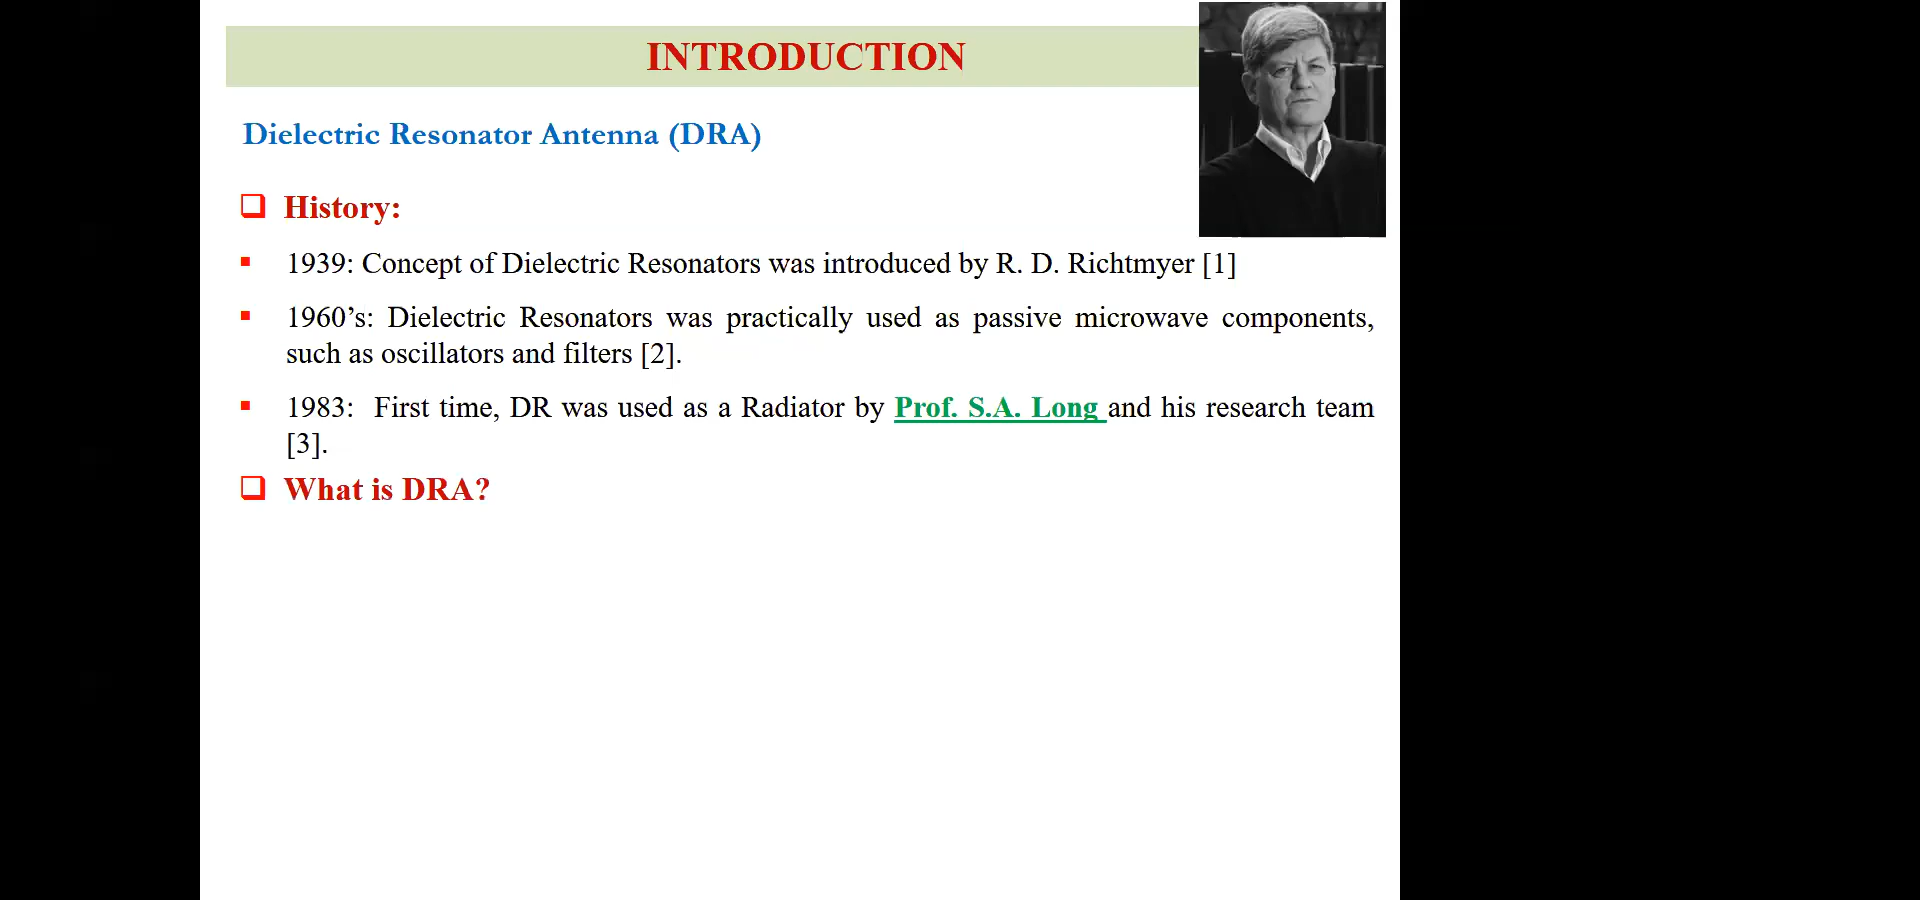 INTRODUCTION
Dielectric Resonator Antenna (DRA)
History:
1939: Concept of Dielectric Resonators was introduced by R. D. Richtmyer [1]
1960’s: Dielectric Resonators was practically used as passive microwave components,
such as oscillators and filters [2].
1983: First time, DR was used as a Radiator by Prof. S.A. Long and his research team
[3].
What is DRA?